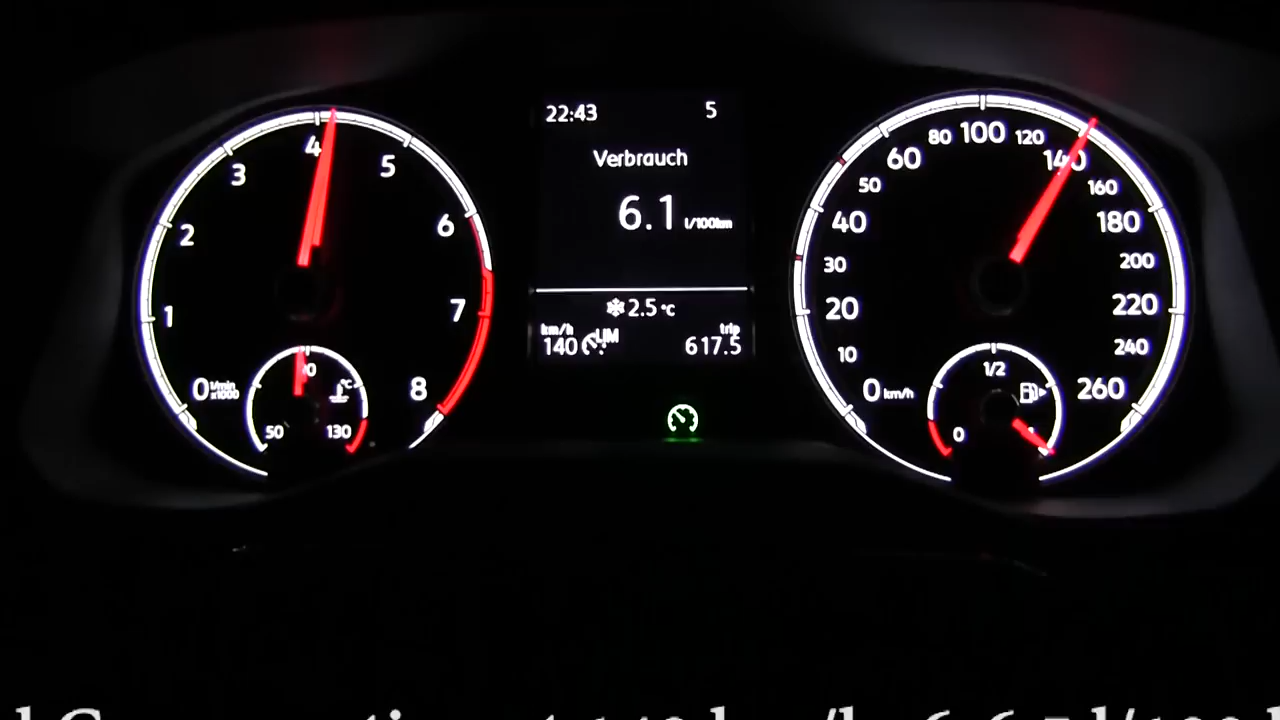 22:43 5
Verbrauch
6.1 l/100km
2.5 °C
km/h LIM trip
140 617.5
0 1 2 3 4 5 6 7 8
l/min
x1000
50 130
°C
0 10 20 30 40 50 60 80 100 120 140 160 180 200 220 240 260
km/h
0 1/2